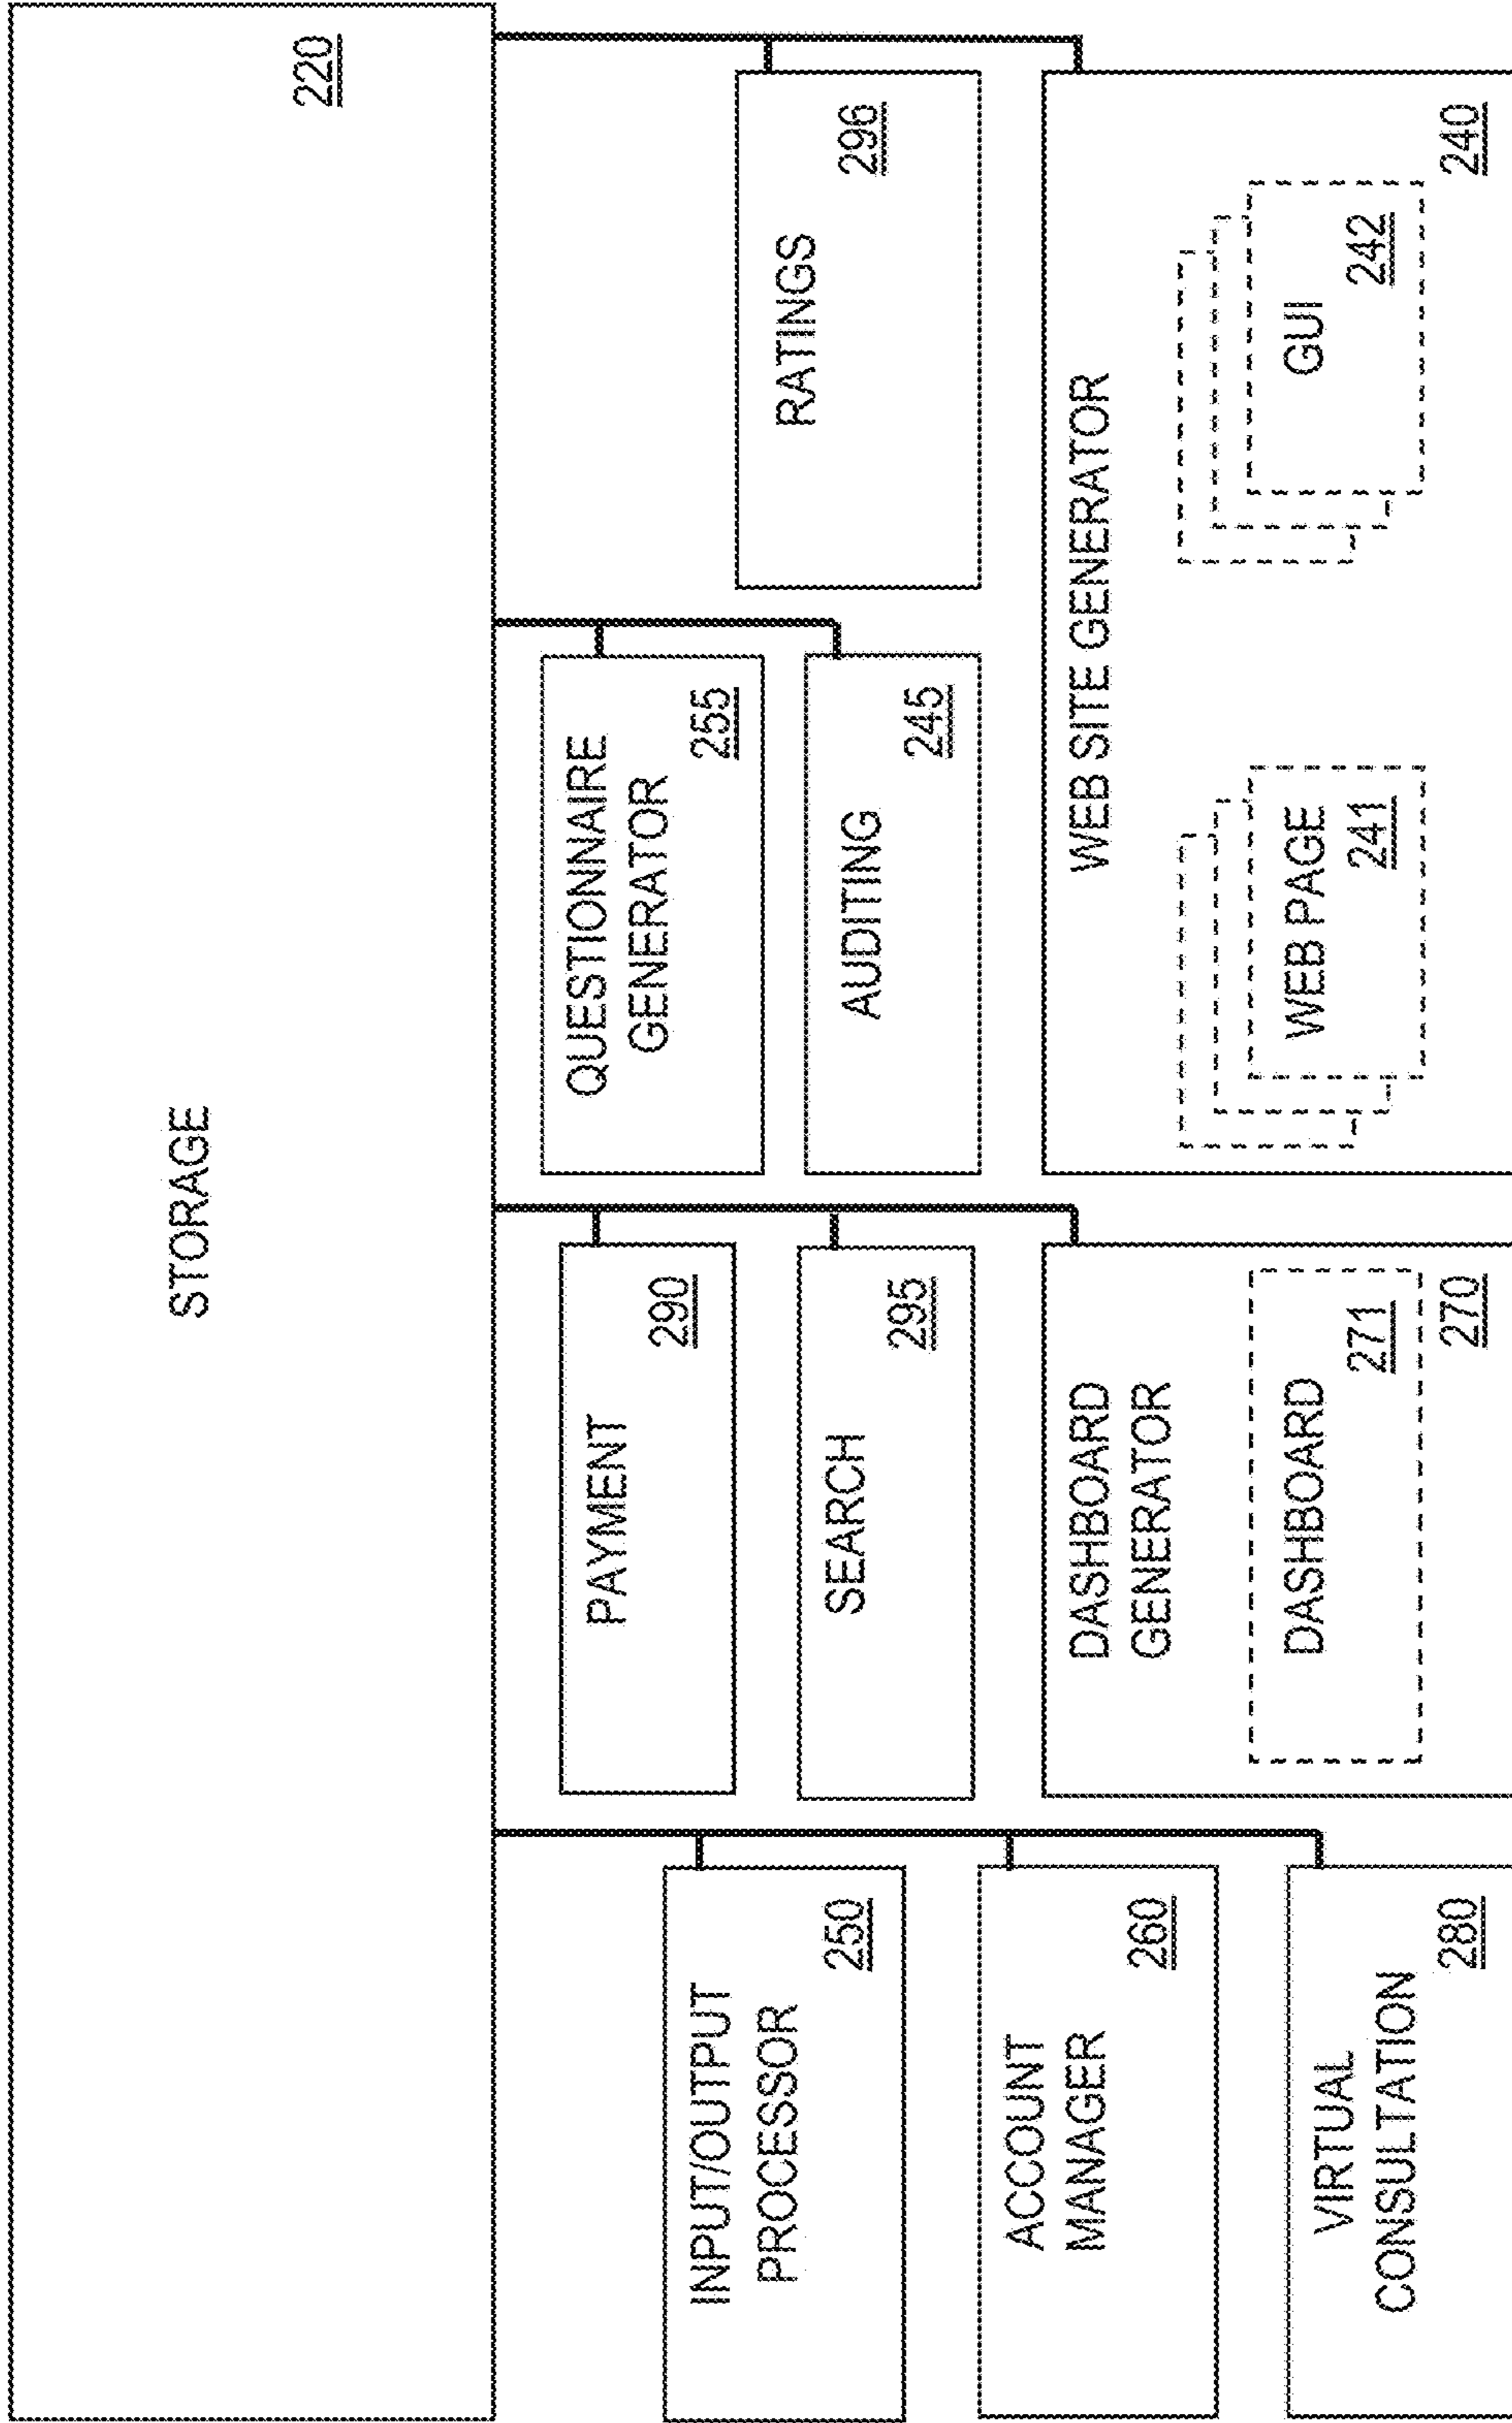 STORAGE
220
INPUT/OUTPUT
PROCESSOR
250
ACCOUNT
MANAGER
260
VIRTUAL
CONSULTATION
280
PAYMENT
290
SEARCH
295
DASHBOARD
GENERATOR
DASHBOARD
271
270
QUESTIONNAIRE
GENERATOR
255
AUDITING
245
RATINGS
296
WEB SITE GENERATOR
WEB PAGE
241
GUI
242
240